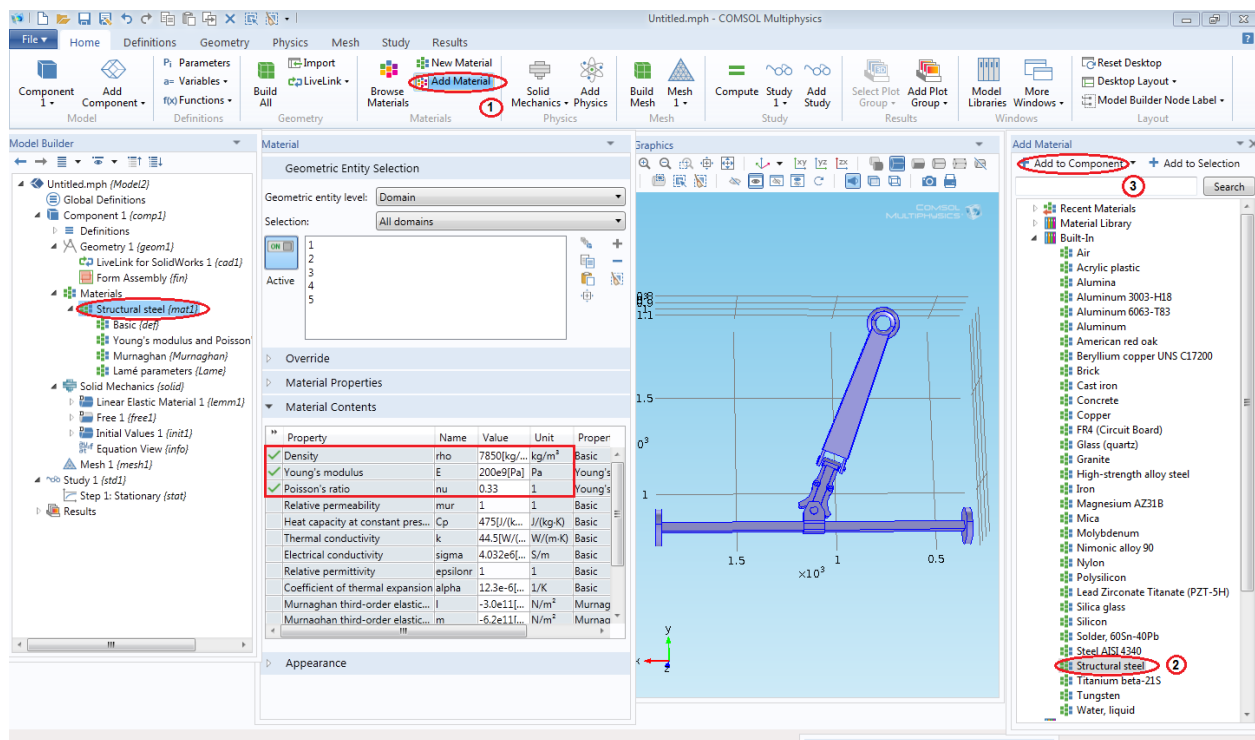 Untitled.mph - COMSOL Multiphysics
File Home Definitions Geometry Physics Mesh Study Results
Component 1
Add Component
Model
Pi Parameters
a= Variables
f(x) Functions
Definitions
Build All
Import
LiveLink
Geometry
Browse Materials
New Material
Add Material
1
Materials
Solid Mechanics
Add Physics
Physics
Build Mesh
Mesh 1
Mesh
Compute
Study 1
Add Study
Study
Select Plot Group
Add Plot Group
Results
Model Libraries
More Windows
Windows
Reset Desktop
Desktop Layout
Model Builder Node Label
Layout
Model Builder
Untitled.mph {Model2}
Global Definitions
Component 1 {comp1}
Definitions
Geometry 1 {geom1}
LiveLink for SolidWorks 1 {cad1}
Form Assembly {fin}
Materials
Structural steel {mat1}
Basic {def}
Young's modulus and Poisson
Murnaghan {Murnaghan}
Lamé parameters {Lame}
Solid Mechanics {solid}
Linear Elastic Material 1 {lemm1}
Free 1 {free1}
Initial Values 1 {init1}
Equation View {info}
Mesh 1 {mesh1}
Study 1 {std1}
Step 1: Stationary {stat}
Results
Material
Geometric Entity Selection
Geometric entity level: Domain
Selection: All domains
ON
Active
1
2
3
4
5
Override
Material Properties
Material Contents
Property Name Value Unit Proper
Density rho 7850[kg/... kg/m³ Basic
Young's modulus E 200e9[Pa] Pa Young's
Poisson's ratio nu 0.33 1 Young's
Relative permeability mur 1 1 Basic
Heat capacity at constant pres... Cp 475[J/(k... J/(kg·K) Basic
Thermal conductivity k 44.5[W/(... W/(m·K) Basic
Electrical conductivity sigma 4.032e6[... S/m Basic
Relative permittivity epsilonr 1 1 Basic
Coefficient of thermal expansion alpha 12.3e-6[... 1/K Basic
Murnaghan third-order elastic... l -3.0e11[... N/m² Murnag
Murnaghan third-order elastic... m -6.2e11[... N/m² Murnag
Appearance
Graphics
xy yz zx
COMSOL
MULTIPHYSICS
1.5
1
1.5 1 0.5
×10³
y
z
Add Material
Add to Component
Add to Selection
3
Search
Recent Materials
Material Library
Built-In
Air
Acrylic plastic
Alumina
Aluminum 3003-H18
Aluminum 6063-T83
Aluminum
American red oak
Beryllium copper UNS C17200
Brick
Cast iron
Concrete
Copper
FR4 (Circuit Board)
Glass (quartz)
Granite
High-strength alloy steel
Iron
Magnesium AZ31B
Mica
Molybdenum
Nimonic alloy 90
Nylon
Polysilicon
Lead Zirconate Titanate (PZT-5H)
Silica glass
Silicon
Solder, 60Sn-40Pb
Steel AISI 4340
Structural steel
2
Titanium beta-21S
Tungsten
Water, liquid